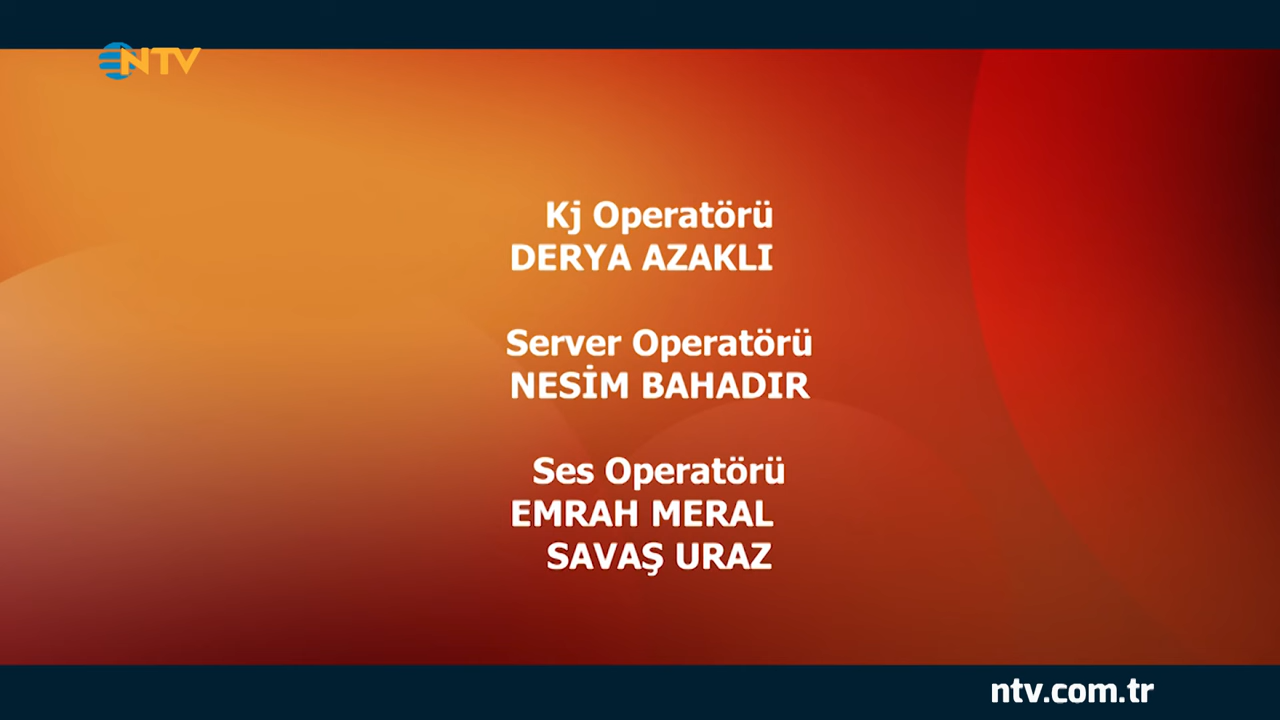 NTV
Kj Operatörü
DERYA AZAKLI
Server Operatörü
NESİM BAHADIR
Ses Operatörü
EMRAH MERAL
SAVAŞ URAZ
ntv.com.tr